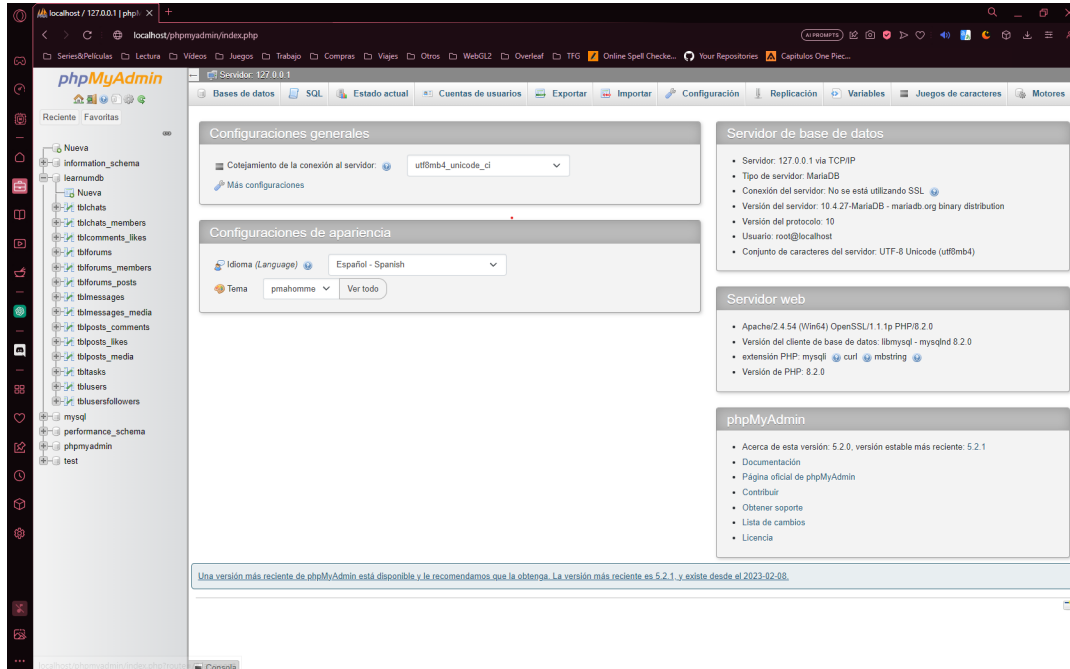 localhost / 127.0.0.1 | phpM
localhost/phpmyadmin/index.php
AI PROMPTS
Series&Películas Lectura Vídeos Juegos Trabajo Compras Viajes Otros WebGL2 Overleaf TFG Online Spell Checke... Your Repositories Capitulos One Piec...
phpMyAdmin
Reciente Favoritas
Nueva
information_schema
learnumdb
Nueva
tblchats
tblchats_members
tblcomments_likes
tblforums
tblforums_members
tblforums_posts
tblmessages
tblmessages_media
tblposts_comments
tblposts_likes
tblposts_media
tbltasks
tblusers
tblusersfollowers
mysql
performance_schema
phpmyadmin
test
Servidor: 127.0.0.1
Bases de datos SQL Estado actual Cuentas de usuarios Exportar Importar Configuración Replicación Variables Juegos de caracteres Motores
Configuraciones generales
Cotejamiento de la conexión al servidor: utf8mb4_unicode_ci
Más configuraciones
Configuraciones de apariencia
Idioma (Language) Español - Spanish
Tema pmahomme Ver todo
Servidor de base de datos
• Servidor: 127.0.0.1 via TCP/IP
• Tipo de servidor: MariaDB
• Conexión del servidor: No se está utilizando SSL
• Versión del servidor: 10.4.27-MariaDB - mariadb.org binary distribution
• Versión del protocolo: 10
• Usuario: root@localhost
• Conjunto de caracteres del servidor: UTF-8 Unicode (utf8mb4)
Servidor web
• Apache/2.4.54 (Win64) OpenSSL/1.1.1p PHP/8.2.0
• Versión del cliente de base de datos: libmysql - mysqlnd 8.2.0
• extensión PHP: mysqli curl mbstring
• Versión de PHP: 8.2.0
phpMyAdmin
• Acerca de esta versión: 5.2.0, versión estable más reciente: 5.2.1
• Documentación
• Página oficial de phpMyAdmin
• Contribuir
• Obtener soporte
• Lista de cambios
• Licencia
Una versión más reciente de phpMyAdmin está disponible y le recomendamos que la obtenga. La versión más reciente es 5.2.1, y existe desde el 2023-02-08.
Consola